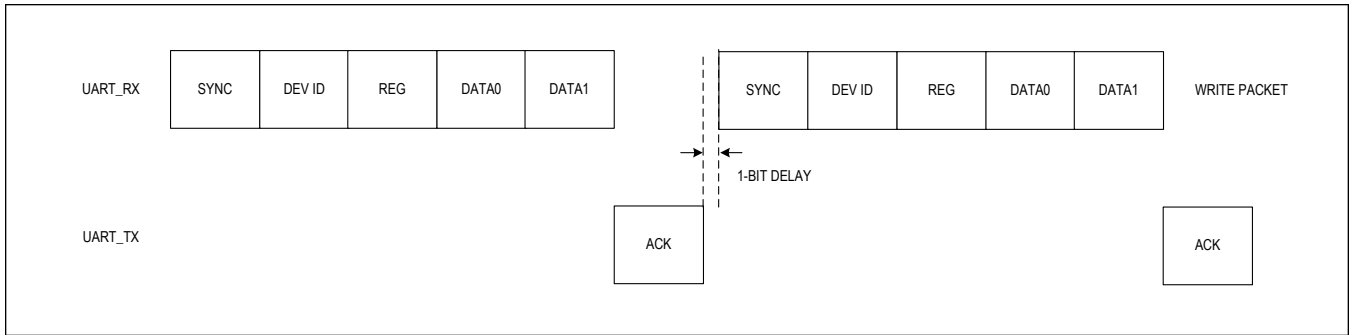 UART_RX SYNC DEV ID REG DATA0 DATA1 SYNC DEV ID REG DATA0 DATA1 WRITE PACKET
1-BIT DELAY
UART_TX ACK ACK